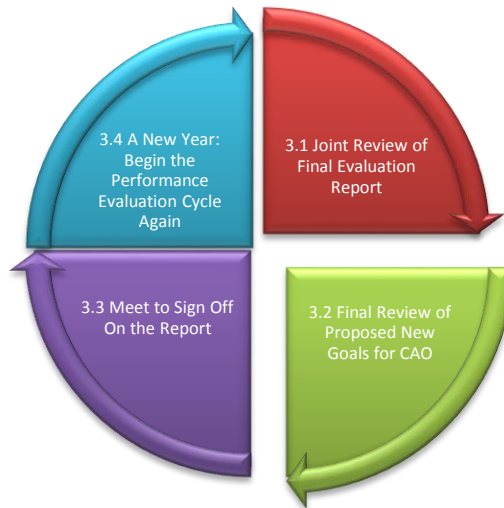 3.4 A New Year:
Begin the
Performance
Evaluation Cycle
Again
3.1 Joint Review of
Final Evaluation
Report
3.3 Meet to Sign Off
On the Report
3.2 Final Review of
Proposed New
Goals for CAO